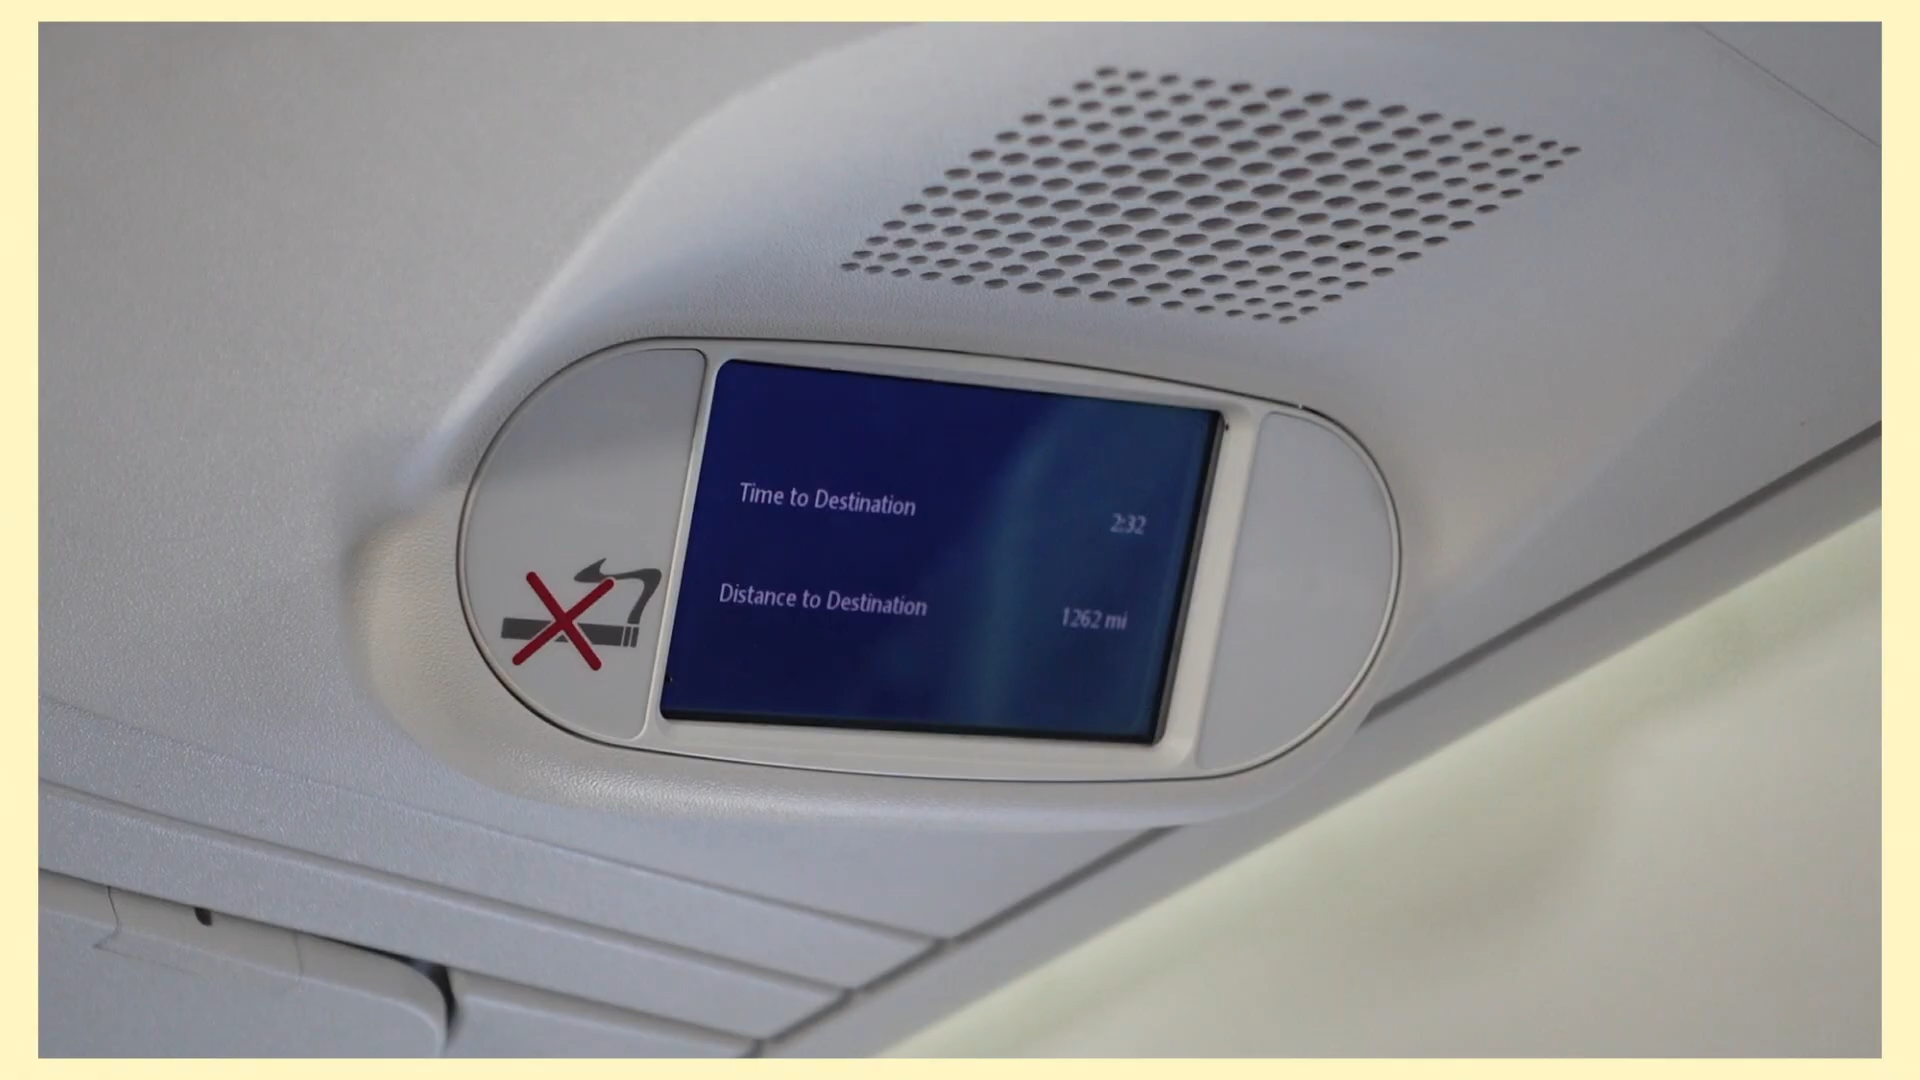 Time to Destination
2:32
Distance to Destination
1262 mi